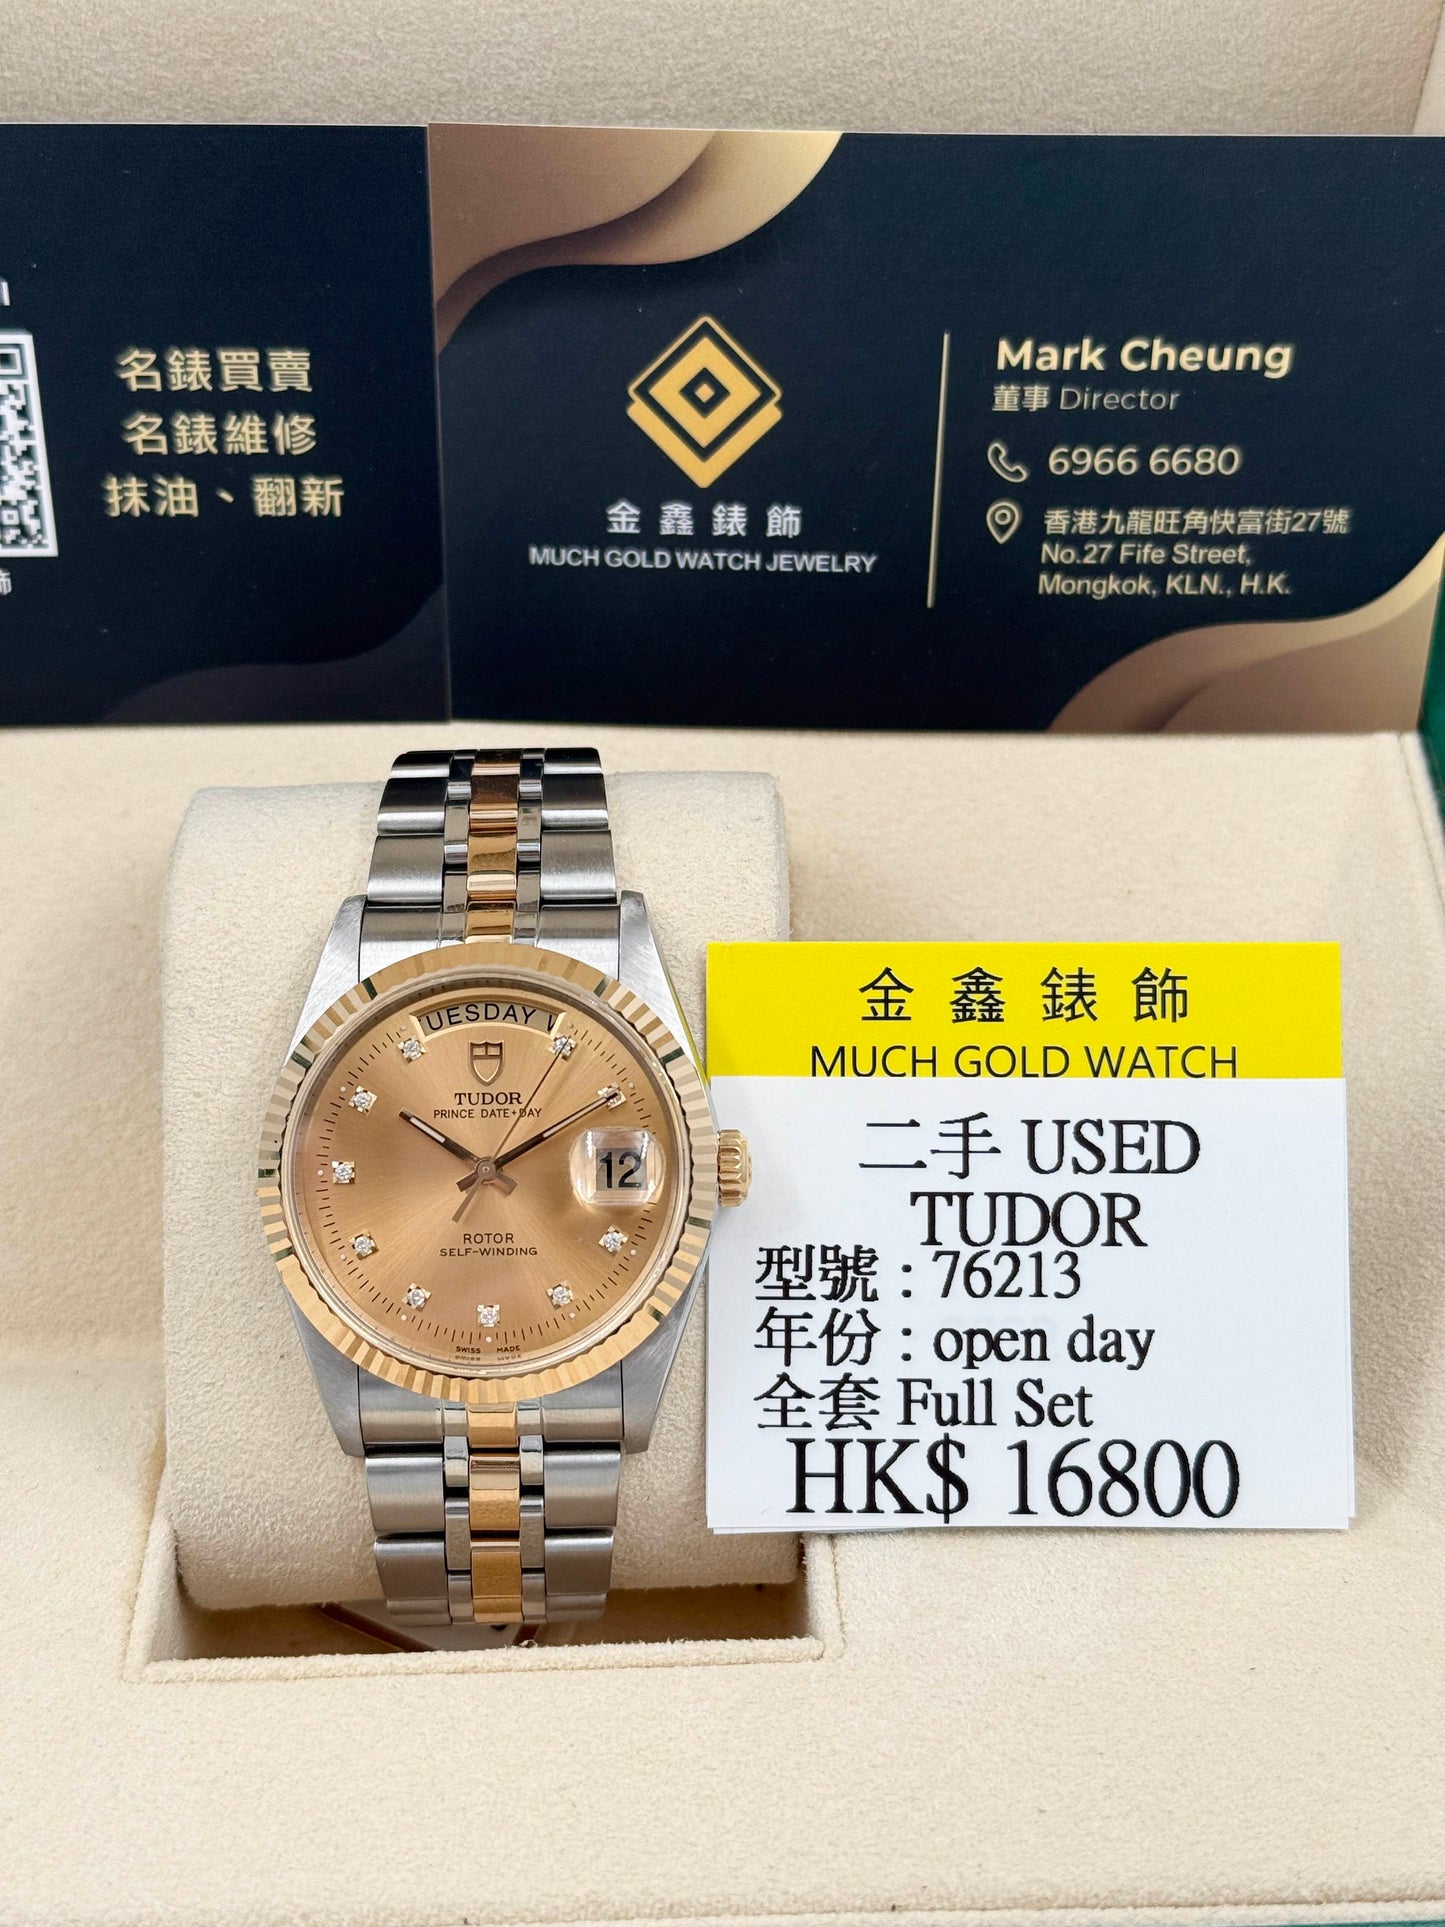 名錶買賣
名錶維修
抹油、翻新
飾
金鑫錶飾
MUCH GOLD WATCH JEWELRY
Mark Cheung
董事 Director
6966 6680
香港九龍旺角快富街27號
No.27 Fife Street,
Mongkok, KLN., H.K.
UESDAY
TUDOR
PRINCE DATE+DAY
12
ROTOR
SELF-WINDING
SWISS MADE
金鑫錶飾
MUCH GOLD WATCH
二手 USED
TUDOR
型號 : 76213
年份 : open day
全套 Full Set
HK$ 16800